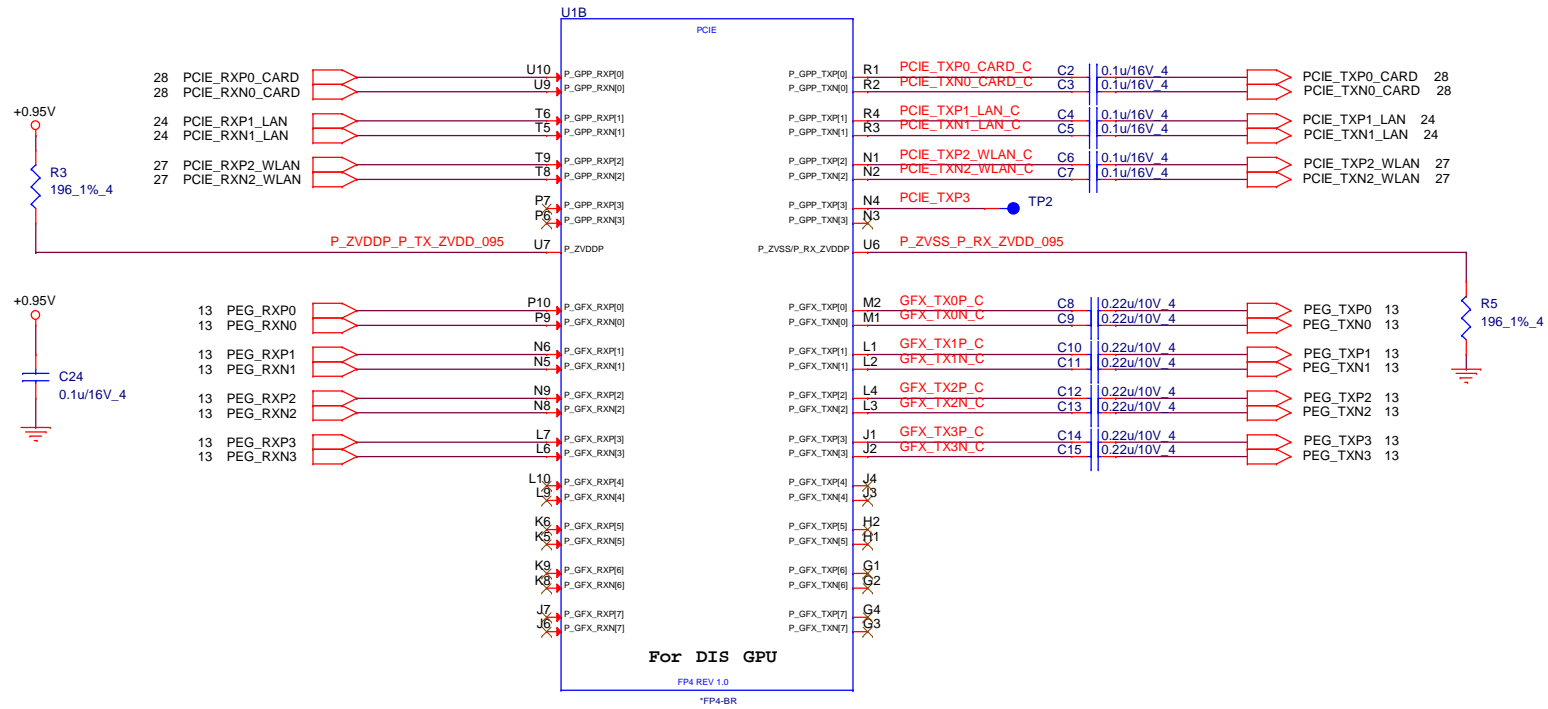 U1B
PCIE
28 PCIE_RXP0_CARD U10 P_GPP_RXP[0] P_GPP_TXP[0] R1 PCIE_TXP0_CARD_C C2 0.1u/16V_4 PCIE_TXP0_CARD 28
28 PCIE_RXN0_CARD U9 P_GPP_RXN[0] P_GPP_TXN[0] R2 PCIE_TXN0_CARD_C C3 0.1u/16V_4 PCIE_TXN0_CARD 28
+0.95V
24 PCIE_RXP1_LAN T6 P_GPP_RXP[1] P_GPP_TXP[1] R4 PCIE_TXP1_LAN_C C4 0.1u/16V_4 PCIE_TXP1_LAN 24
24 PCIE_RXN1_LAN T5 P_GPP_RXN[1] P_GPP_TXN[1] R3 PCIE_TXN1_LAN_C C5 0.1u/16V_4 PCIE_TXN1_LAN 24
27 PCIE_RXP2_WLAN T9 P_GPP_RXP[2] P_GPP_TXP[2] N1 PCIE_TXP2_WLAN_C C6 0.1u/16V_4 PCIE_TXP2_WLAN 27
R3
27 PCIE_RXN2_WLAN T8 P_GPP_RXN[2] P_GPP_TXN[2] N2 PCIE_TXN2_WLAN_C C7 0.1u/16V_4 PCIE_TXN2_WLAN 27
196_1%_4
P7 P_GPP_RXP[3] P_GPP_TXP[3] N4 PCIE_TXP3 TP2
P6 P_GPP_RXN[3] P_GPP_TXN[3] N3
P_ZVDDP_P_TX_ZVDD_095 U7 P_ZVDDP P_ZVSS/P_RX_ZVDDP U6 P_ZVSS_P_RX_ZVDD_095
+0.95V
13 PEG_RXP0 P10 P_GFX_RXP[0] P_GFX_TXP[0] M2 GFX_TX0P_C C8 0.22u/10V_4 PEG_TXP0 13
R5
13 PEG_RXN0 P9 P_GFX_RXN[0] P_GFX_TXN[0] M1 GFX_TX0N_C C9 0.22u/10V_4 PEG_TXN0 13
196_1%_4
13 PEG_RXP1 N6 P_GFX_RXP[1] P_GFX_TXP[1] L1 GFX_TX1P_C C10 0.22u/10V_4 PEG_TXP1 13
13 PEG_RXN1 N5 P_GFX_RXN[1] P_GFX_TXN[1] L2 GFX_TX1N_C C11 0.22u/10V_4 PEG_TXN1 13
C24
0.1u/16V_4
13 PEG_RXP2 N9 P_GFX_RXP[2] P_GFX_TXP[2] L4 GFX_TX2P_C C12 0.22u/10V_4 PEG_TXP2 13
13 PEG_RXN2 N8 P_GFX_RXN[2] P_GFX_TXN[2] L3 GFX_TX2N_C C13 0.22u/10V_4 PEG_TXN2 13
13 PEG_RXP3 L7 P_GFX_RXP[3] P_GFX_TXP[3] J1 GFX_TX3P_C C14 0.22u/10V_4 PEG_TXP3 13
13 PEG_RXN3 L6 P_GFX_RXN[3] P_GFX_TXN[3] J2 GFX_TX3N_C C15 0.22u/10V_4 PEG_TXN3 13
L10 P_GFX_RXP[4] P_GFX_TXP[4] J4
L9 P_GFX_RXN[4] P_GFX_TXN[4] J3
K6 P_GFX_RXP[5] P_GFX_TXP[5] H2
K5 P_GFX_RXN[5] P_GFX_TXN[5] H1
K9 P_GFX_RXP[6] P_GFX_TXP[6] G1
K8 P_GFX_RXN[6] P_GFX_TXN[6] G2
J7 P_GFX_RXP[7] P_GFX_TXP[7] G4
J6 P_GFX_RXN[7] P_GFX_TXN[7] G3
For DIS GPU
FP4 REV 1.0
*FP4-BR